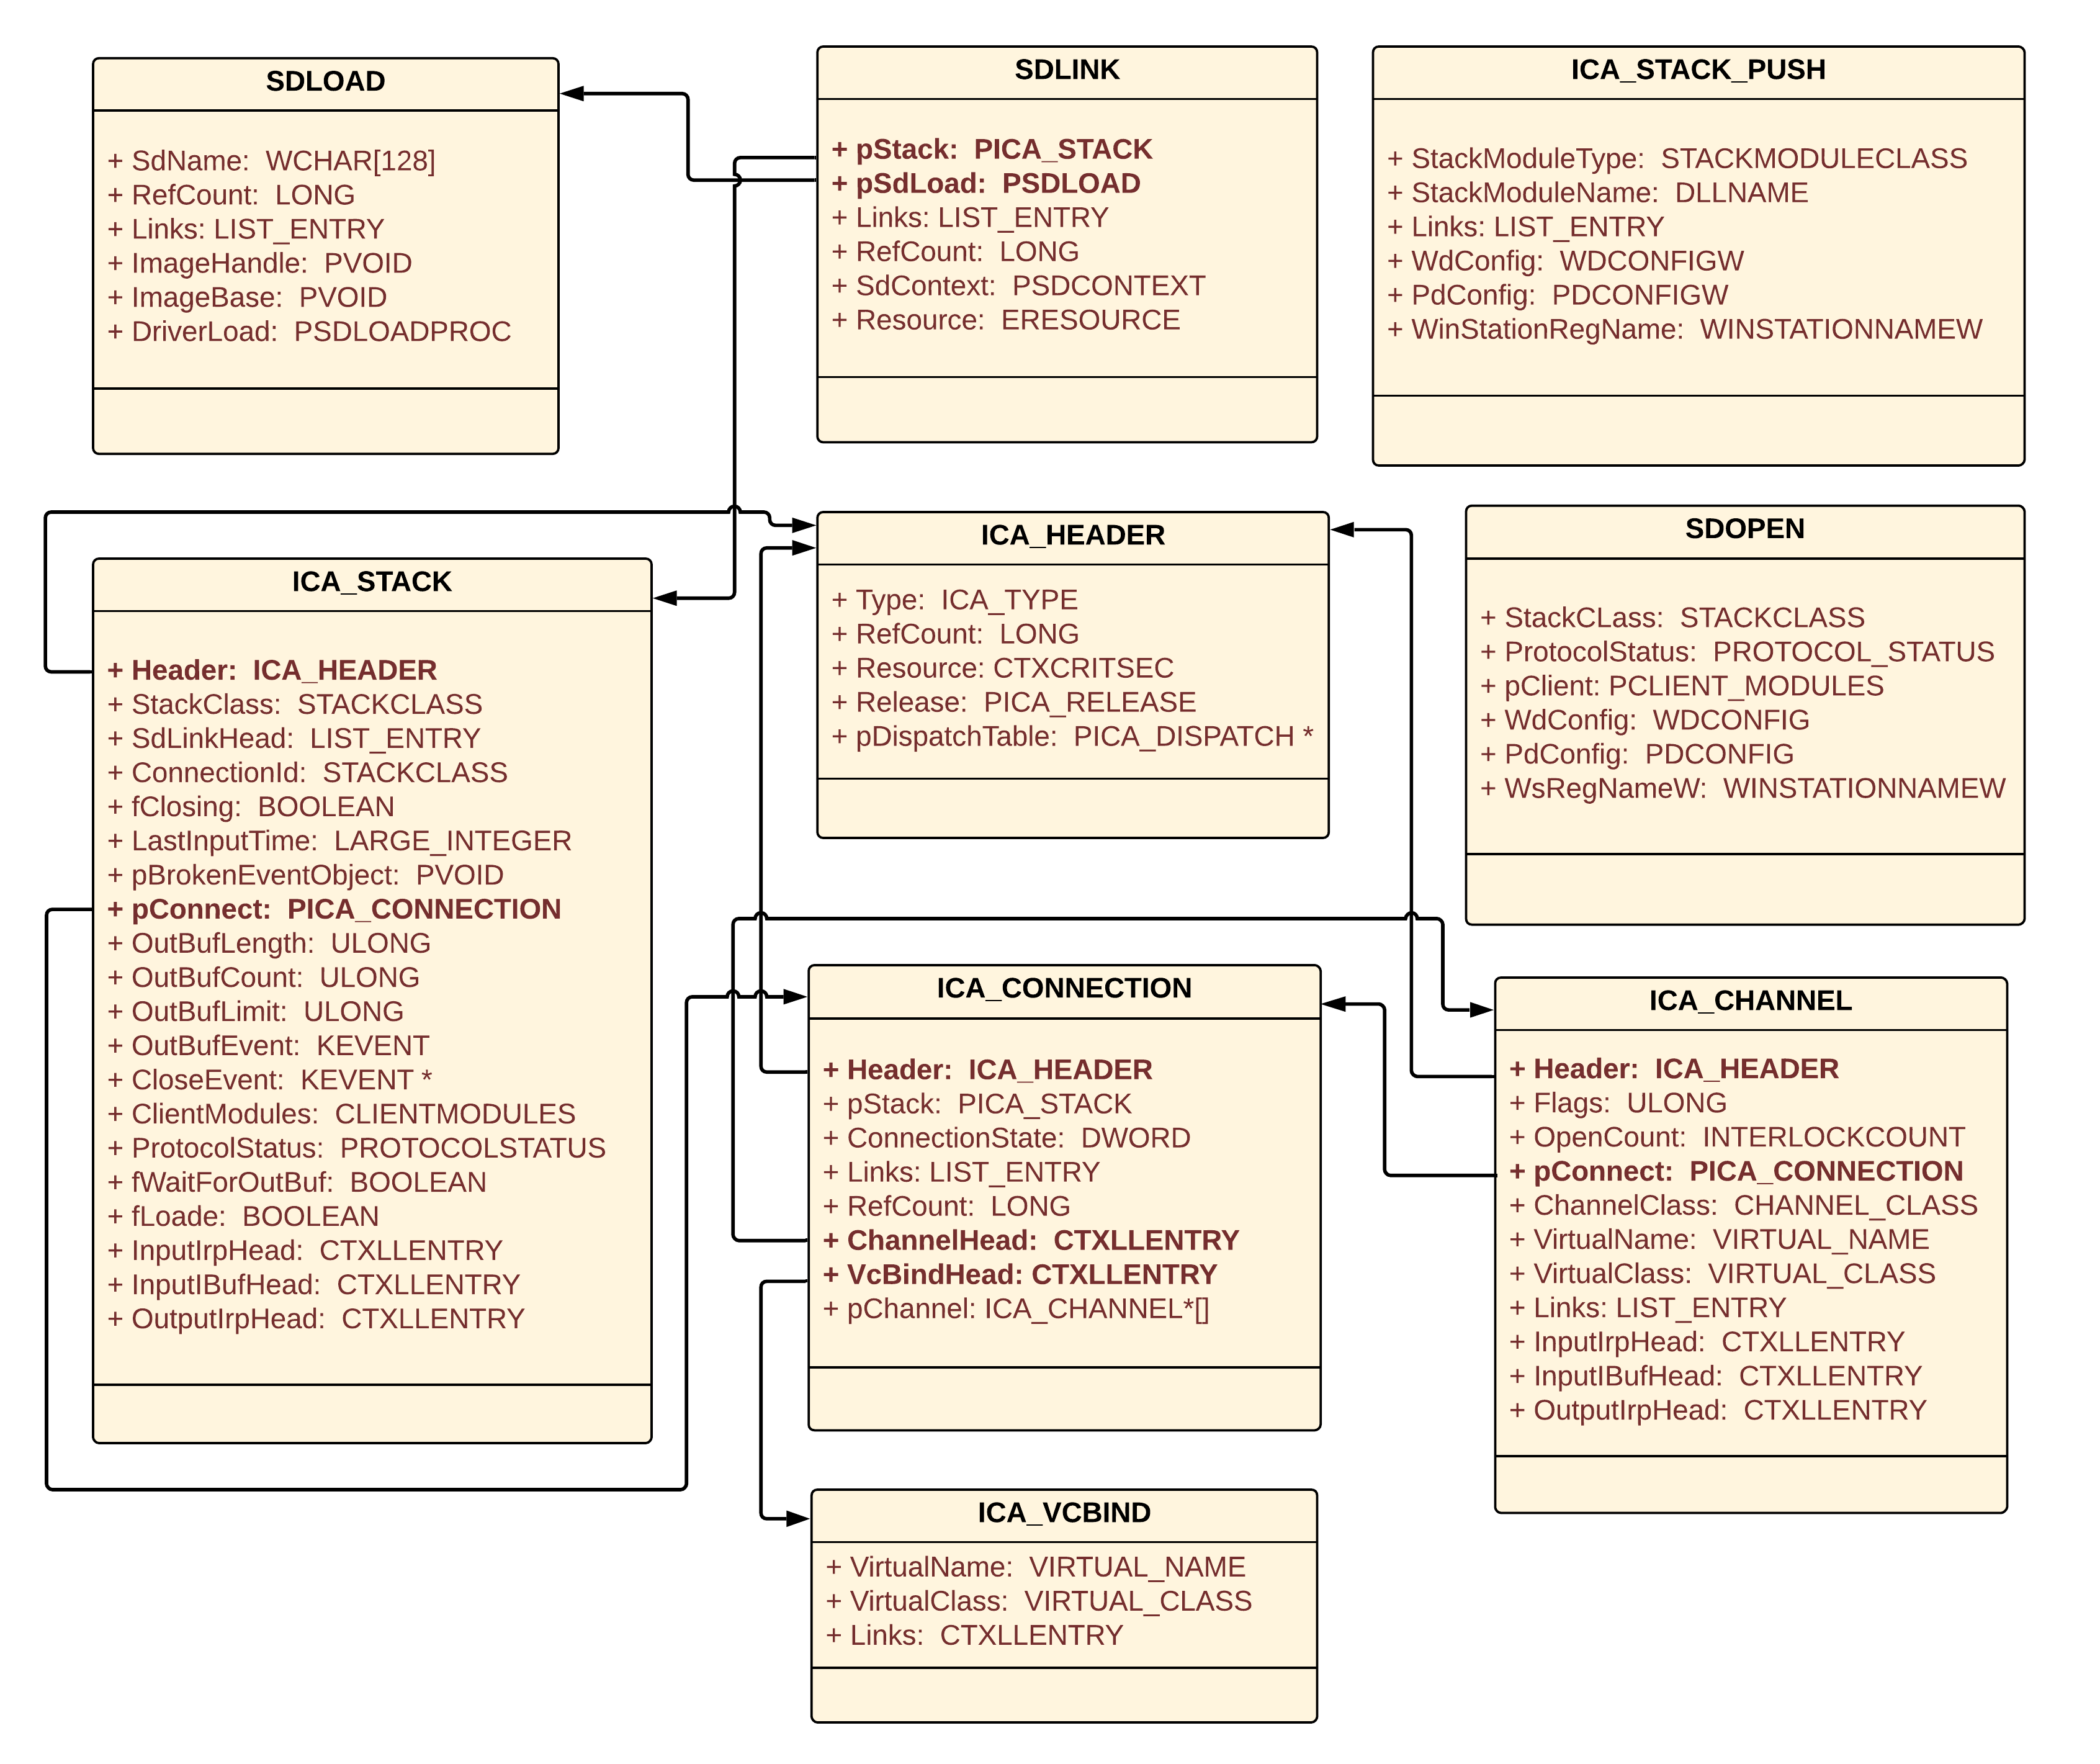 SDLOAD
+ SdName:  WCHAR[128]
+ RefCount:  LONG
+ Links: LIST_ENTRY
+ ImageHandle:  PVOID
+ ImageBase:  PVOID
+ DriverLoad:  PSDLOADPROC
SDLINK
+ pStack:  PICA_STACK
+ pSdLoad:  PSDLOAD
+ Links: LIST_ENTRY
+ RefCount:  LONG
+ SdContext:  PSDCONTEXT
+ Resource:  ERESOURCE
ICA_STACK_PUSH
+ StackModuleType:  STACKMODULECLASS
+ StackModuleName:  DLLNAME
+ Links: LIST_ENTRY
+ WdConfig:  WDCONFIGW
+ PdConfig:  PDCONFIGW
+ WinStationRegName:  WINSTATIONNAMEW
ICA_STACK
+ Header:  ICA_HEADER
+ StackClass:  STACKCLASS
+ SdLinkHead:  LIST_ENTRY
+ ConnectionId:  STACKCLASS
+ fClosing:  BOOLEAN
+ LastInputTime:  LARGE_INTEGER
+ pBrokenEventObject:  PVOID
+ pConnect:  PICA_CONNECTION
+ OutBufLength:  ULONG
+ OutBufCount:  ULONG
+ OutBufLimit:  ULONG
+ OutBufEvent:  KEVENT
+ CloseEvent:  KEVENT *
+ ClientModules:  CLIENTMODULES
+ ProtocolStatus:  PROTOCOLSTATUS
+ fWaitForOutBuf:  BOOLEAN
+ fLoade:  BOOLEAN
+ InputIrpHead:  CTXLLENTRY
+ InputIBufHead:  CTXLLENTRY
+ OutputIrpHead:  CTXLLENTRY
ICA_HEADER
+ Type:  ICA_TYPE
+ RefCount:  LONG
+ Resource: CTXCRITSEC
+ Release:  PICA_RELEASE
+ pDispatchTable:  PICA_DISPATCH *
SDOPEN
+ StackCLass:  STACKCLASS
+ ProtocolStatus:  PROTOCOL_STATUS
+ pClient: PCLIENT_MODULES
+ WdConfig:  WDCONFIG
+ PdConfig:  PDCONFIG
+ WsRegNameW:  WINSTATIONNAMEW
ICA_CONNECTION
+ Header:  ICA_HEADER
+ pStack:  PICA_STACK
+ ConnectionState:  DWORD
+ Links: LIST_ENTRY
+ RefCount:  LONG
+ ChannelHead:  CTXLLENTRY
+ VcBindHead: CTXLLENTRY
+ pChannel: ICA_CHANNEL*[]
ICA_CHANNEL
+ Header:  ICA_HEADER
+ Flags:  ULONG
+ OpenCount:  INTERLOCKCOUNT
+ pConnect:  PICA_CONNECTION
+ ChannelClass:  CHANNEL_CLASS
+ VirtualName:  VIRTUAL_NAME
+ VirtualClass:  VIRTUAL_CLASS
+ Links: LIST_ENTRY
+ InputIrpHead:  CTXLLENTRY
+ InputIBufHead:  CTXLLENTRY
+ OutputIrpHead:  CTXLLENTRY
ICA_VCBIND
+ VirtualName:  VIRTUAL_NAME
+ VirtualClass:  VIRTUAL_CLASS
+ Links:  CTXLLENTRY